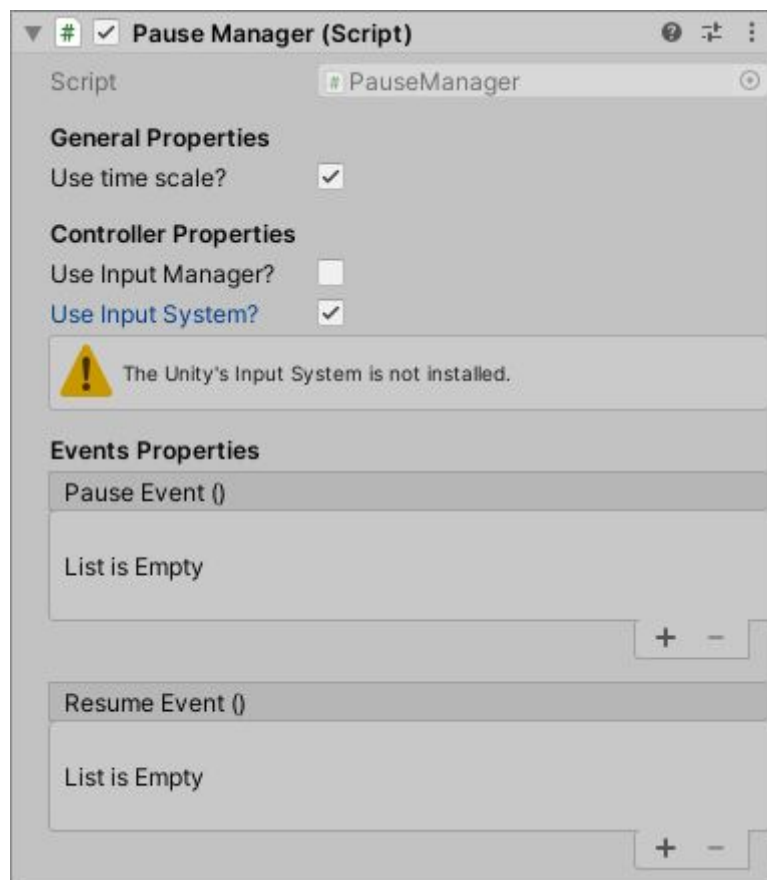 Pause Manager (Script)
Script PauseManager
General Properties
Use time scale?
Controller Properties
Use Input Manager?
Use Input System?
The Unity's Input System is not installed.
Events Properties
Pause Event ()
List is Empty
Resume Event ()
List is Empty